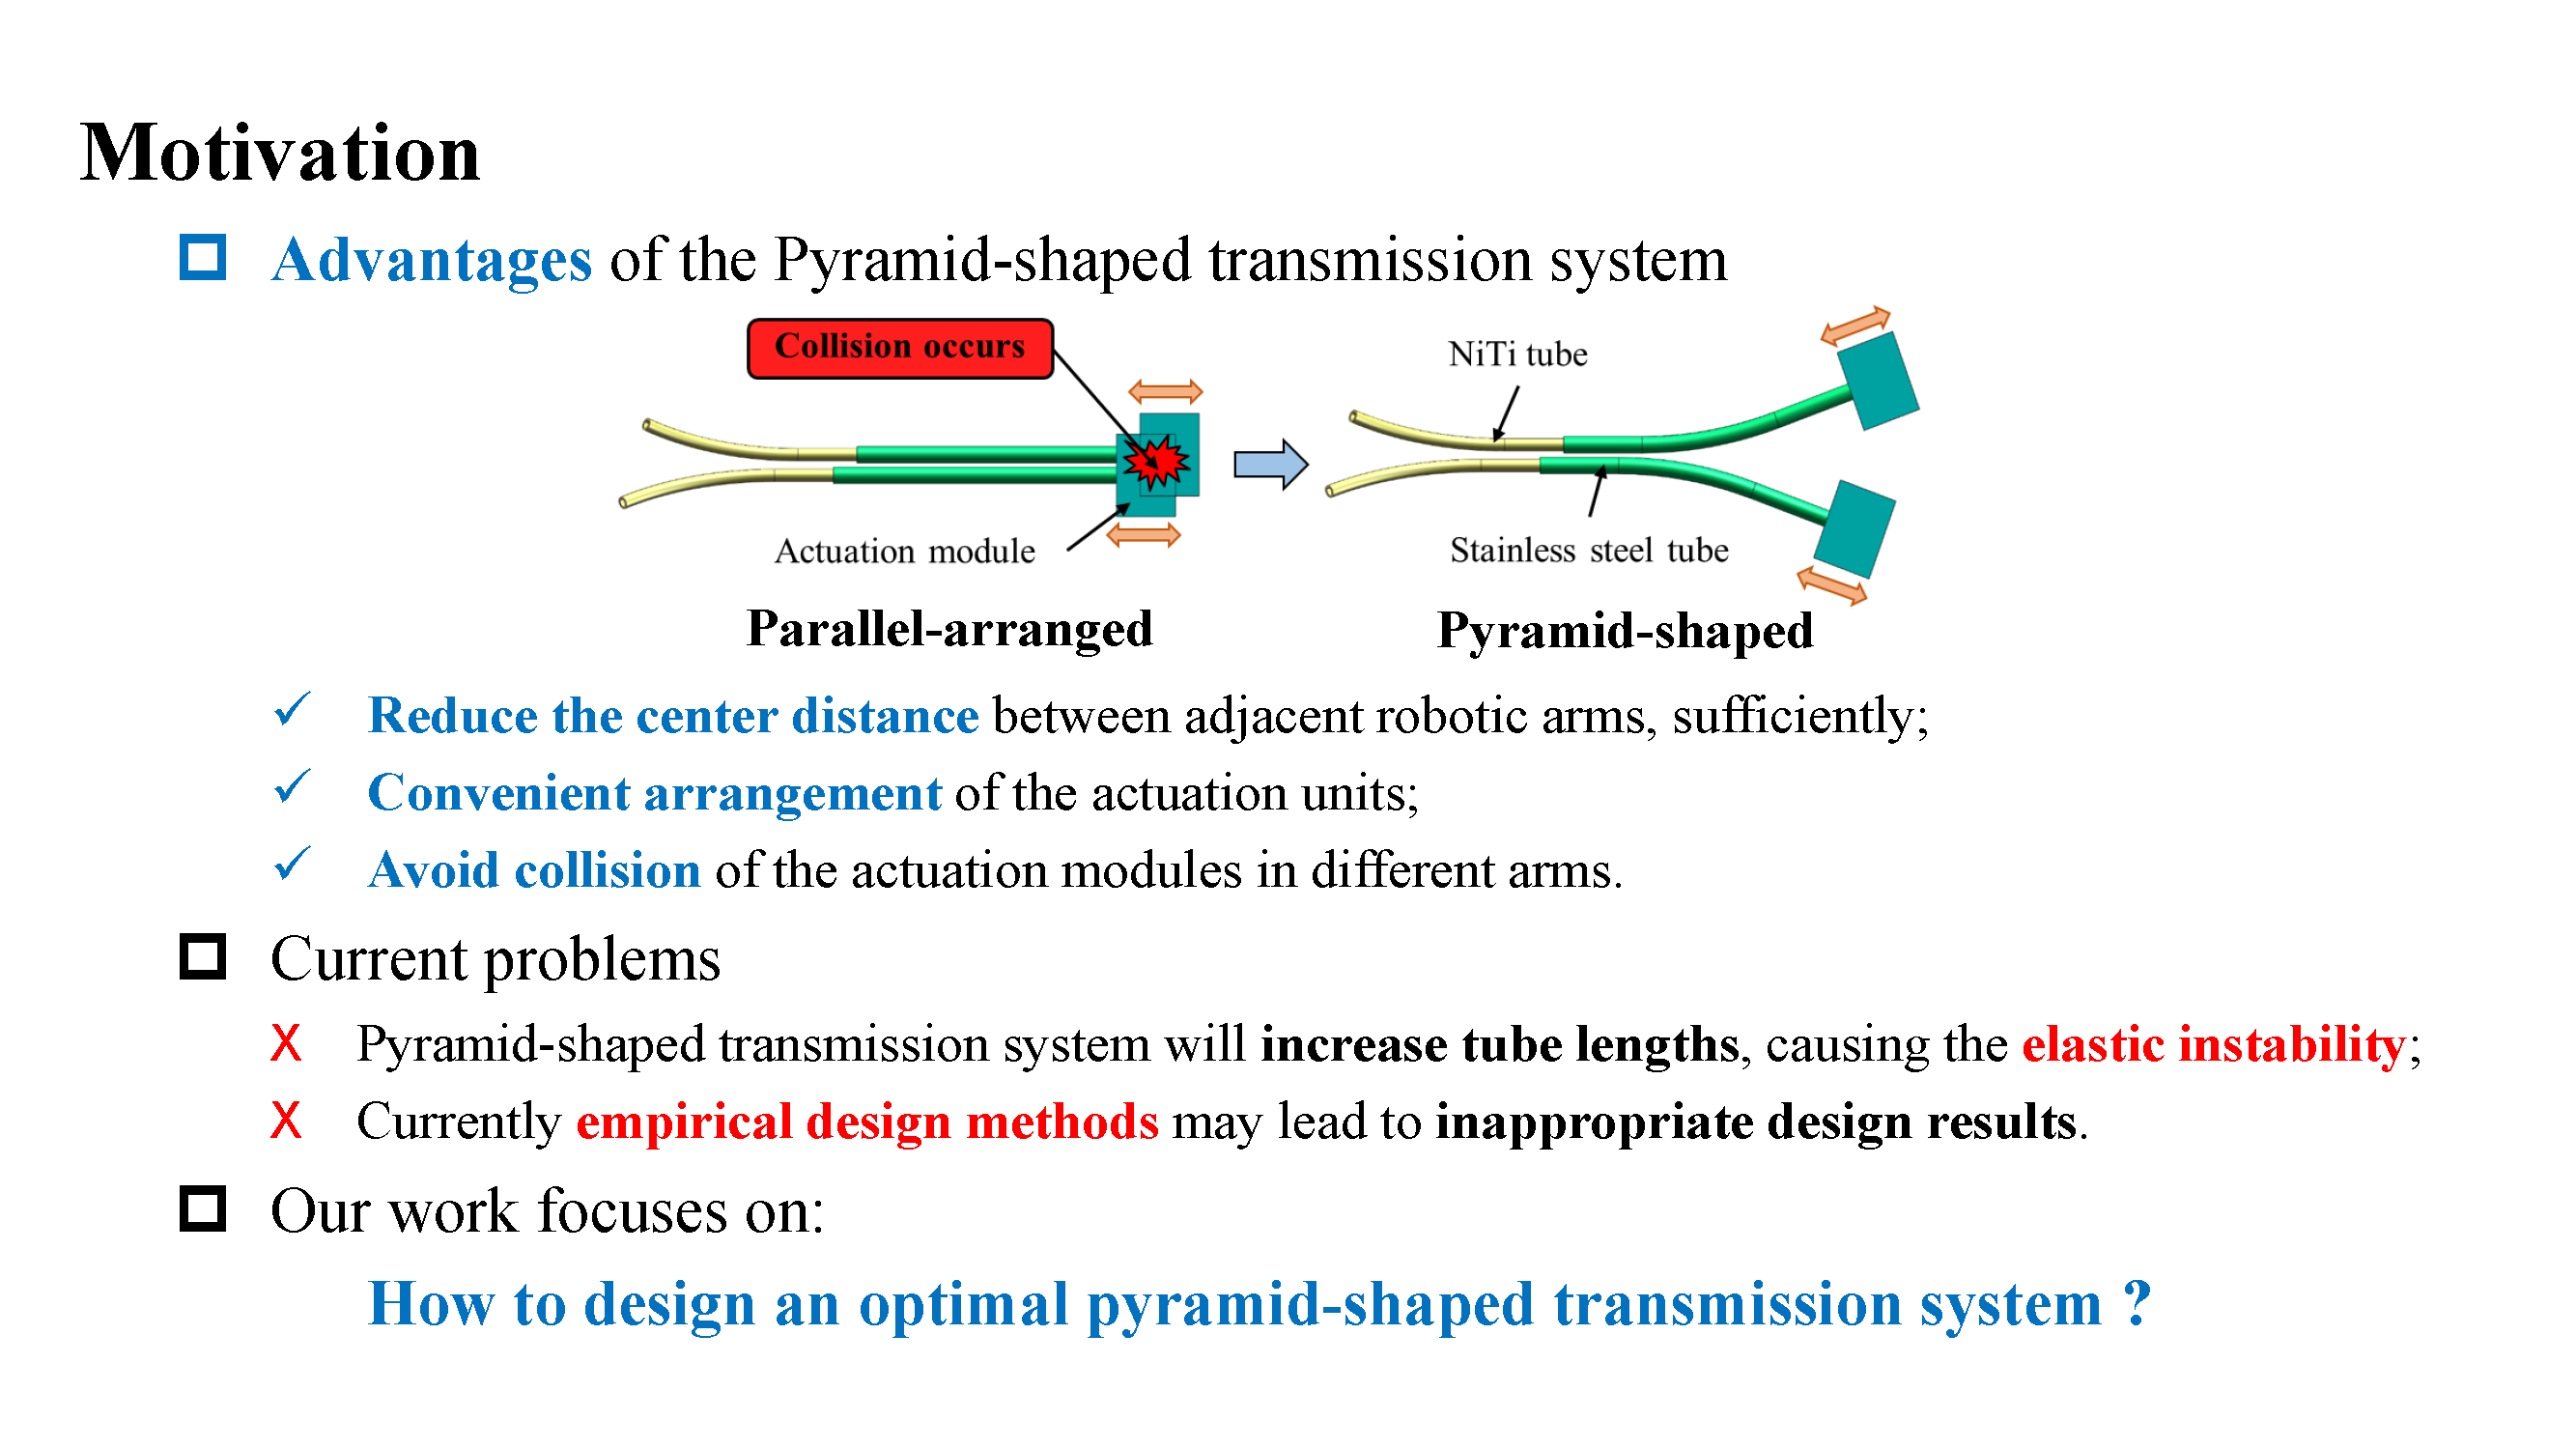 Motivation
Advantages of the Pyramid-shaped transmission system
Collision occurs
NiTi tube
Actuation module
Stainless steel tube
Parallel-arranged
Pyramid-shaped
✓ Reduce the center distance between adjacent robotic arms, sufficiently;
✓ Convenient arrangement of the actuation units;
✓ Avoid collision of the actuation modules in different arms.
Current problems
X Pyramid-shaped transmission system will increase tube lengths, causing the elastic instability;
X Currently empirical design methods may lead to inappropriate design results.
Our work focuses on:
How to design an optimal pyramid-shaped transmission system ?